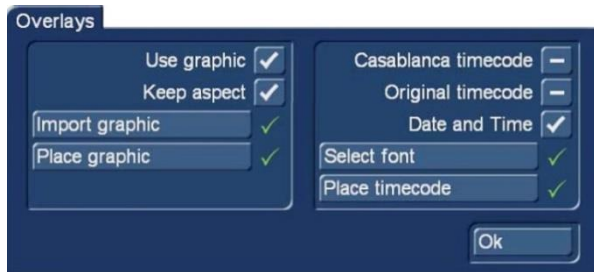 Overlays
Use graphic
Keep aspect
Import graphic
Place graphic
Casablanca timecode
Original timecode
Date and Time
Select font
Place timecode
Ok